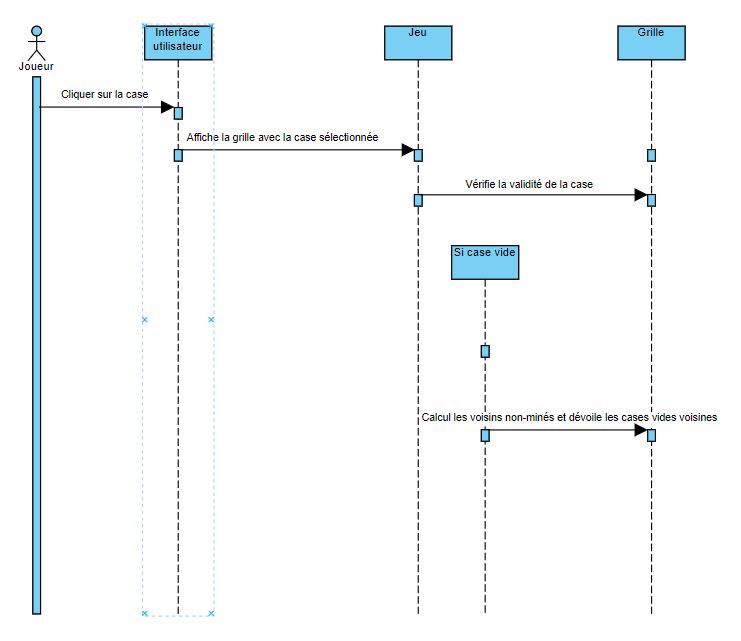 Joueur
Interface
utilisateur
Jeu
Grille
Cliquer sur la case
Affiche la grille avec la case sélectionnée
Vérifie la validité de la case
Si case vide
Calcul les voisins non-minés et dévoile les cases vides voisines